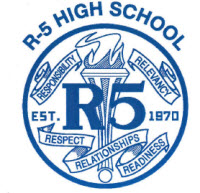 R-5 HIGH SCHOOL
RESPONSIBILITY
RELEVANCY
R5
EST. 1970
RESPECT
RELATIONSHIPS
READINESS